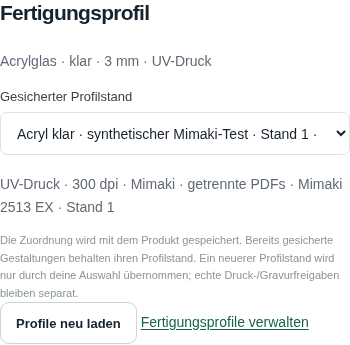 Fertigungsprofil
Acrylglas · klar · 3 mm · UV-Druck
Gesicherter Profilstand
Acryl klar · synthetischer Mimaki-Test · Stand 1 ·
UV-Druck · 300 dpi · Mimaki · getrennte PDFs · Mimaki
2513 EX · Stand 1
Die Zuordnung wird mit dem Produkt gespeichert. Bereits gesicherte
Gestaltungen behalten ihren Profilstand. Ein neuerer Profilstand wird
nur durch deine Auswahl übernommen; echte Druck-/Gravurfreigaben
bleiben separat.
Profile neu laden Fertigungsprofile verwalten